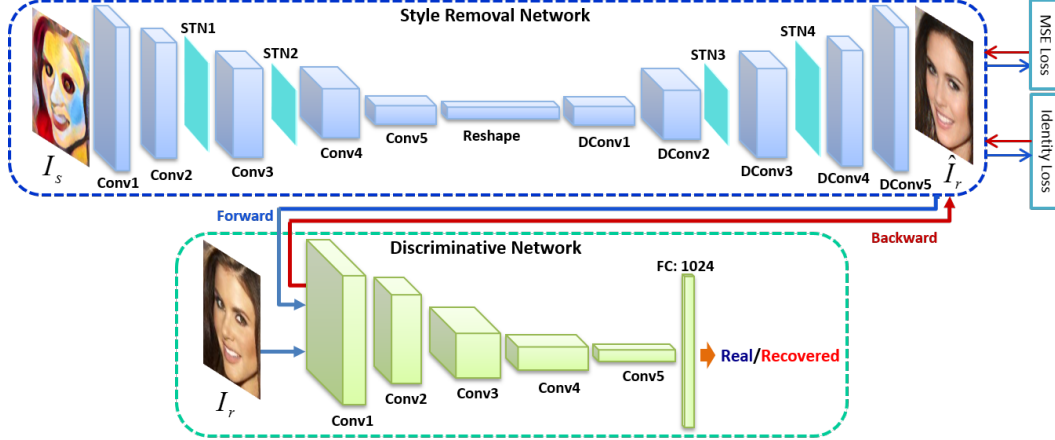 Style Removal Network
STN1
STN2
STN3
STN4
MSE Loss
Identity Loss
I_s
Conv1
Conv2
Conv3
Conv4
Conv5
Reshape
DConv1
DConv2
DConv3
DConv4
DConv5
Î_r
Forward
Backward
Discriminative Network
FC: 1024
I_r
Conv1
Conv2
Conv3
Conv4
Conv5
Real/Recovered